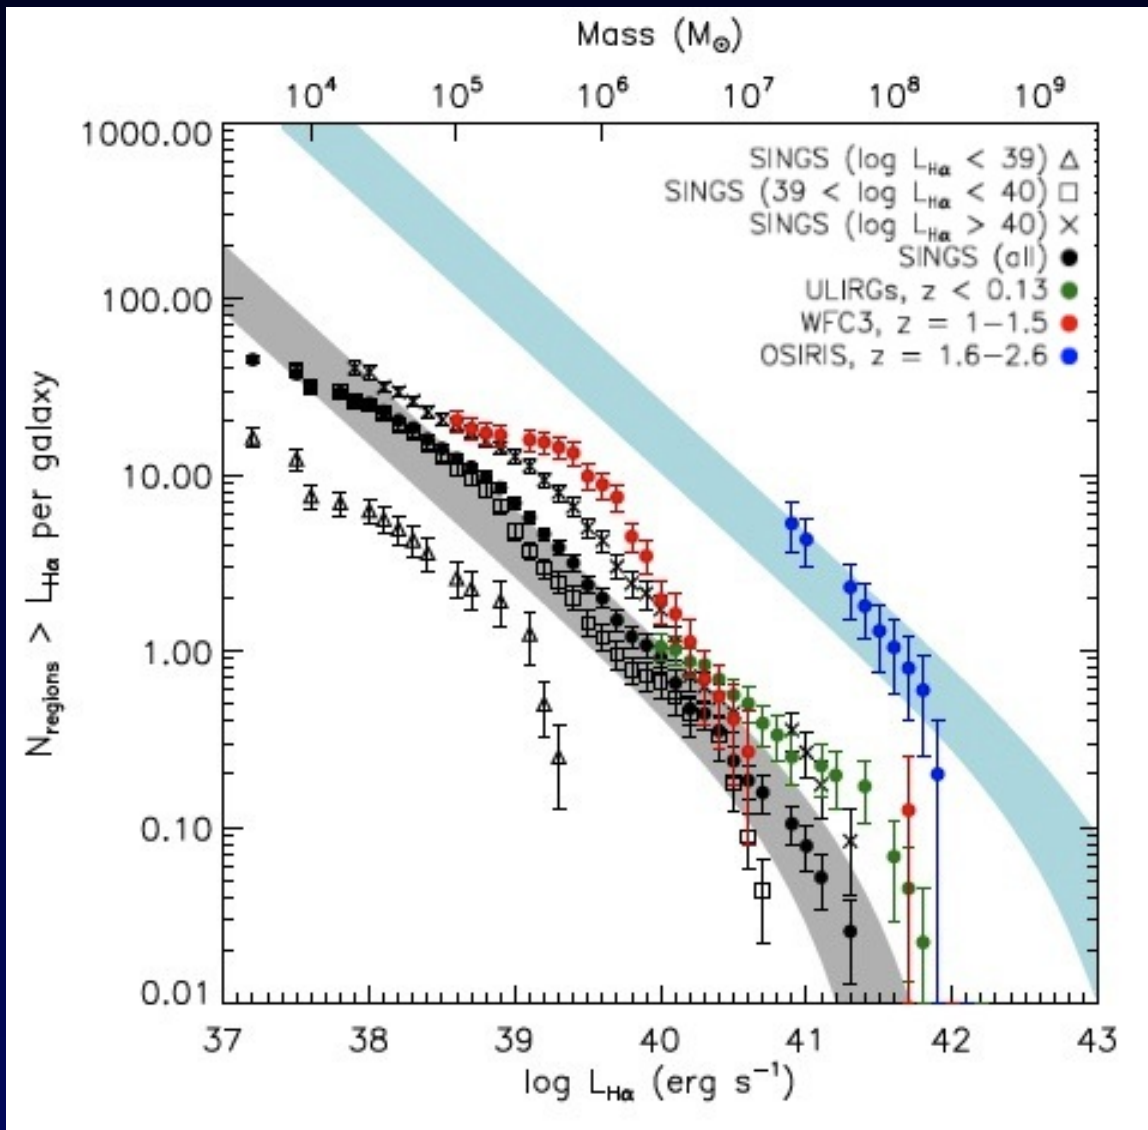 Mass (M⊙)
10⁴ 10⁵ 10⁶ 10⁷ 10⁸ 10⁹
1000.00
100.00
10.00
1.00
0.10
0.01
SINGS (log L_Hα < 39) △
SINGS (39 < log L_Hα < 40) □
SINGS (log L_Hα > 40) ×
SINGS (all) ●
ULIRGs, z < 0.13 ●
WFC3, z = 1−1.5 ●
OSIRIS, z = 1.6−2.6 ●
N_regions > L_Hα per galaxy
37 38 39 40 41 42 43
log L_Hα (erg s⁻¹)